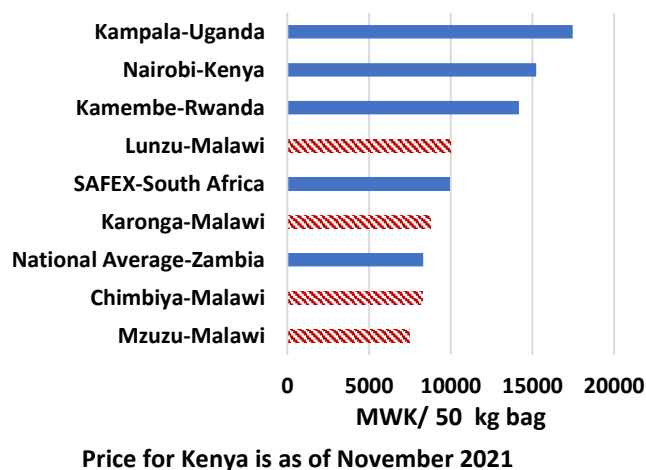 Kampala-Uganda
Nairobi-Kenya
Kamembe-Rwanda
Lunzu-Malawi
SAFEX-South Africa
Karonga-Malawi
National Average-Zambia
Chimbiya-Malawi
Mzuzu-Malawi
0 5000 10000 15000 20000
MWK/ 50 kg bag
Price for Kenya is as of November 2021